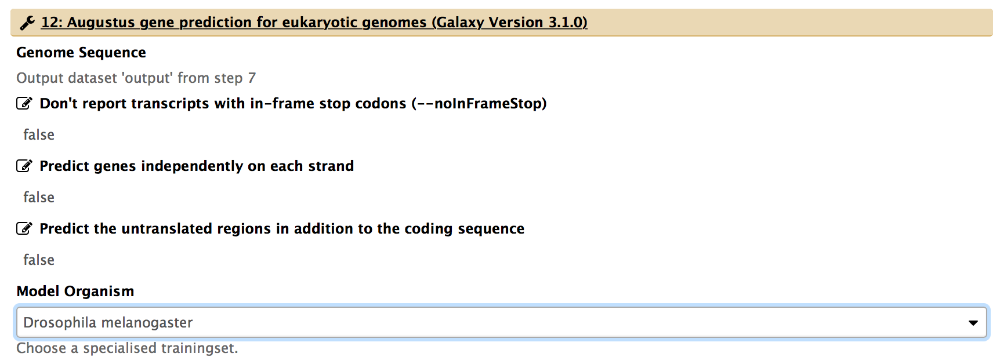 12: Augustus gene prediction for eukaryotic genomes (Galaxy Version 3.1.0)
Genome Sequence
Output dataset 'output' from step 7
Don't report transcripts with in-frame stop codons (--noInFrameStop)
false
Predict genes independently on each strand
false
Predict the untranslated regions in addition to the coding sequence
false
Model Organism
Drosophila melanogaster
Choose a specialised trainingset.